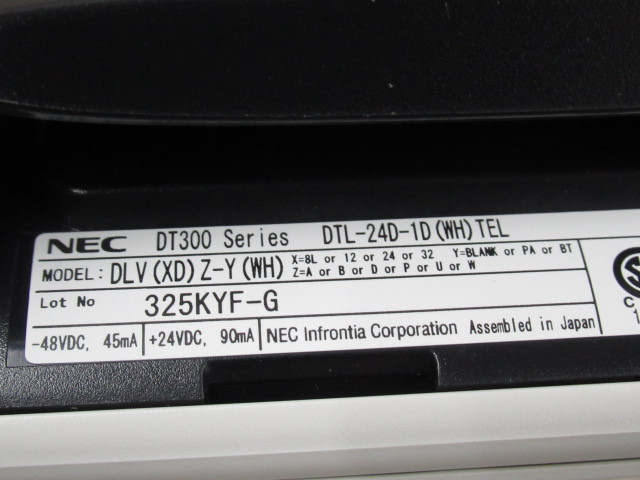 NEC DT300 Series DTL-24D-1D(WH)TEL
MODEL: DLV(XD)Z-Y(WH) X=8L or 12 or 24 or 32 Y=BLANK or PA or BT
Z=A or B or D or P or U or W
Lot No 325KYF-G
-48VDC, 45mA +24VDC, 90mA NEC Infrontia Corporation Assembled in Japan